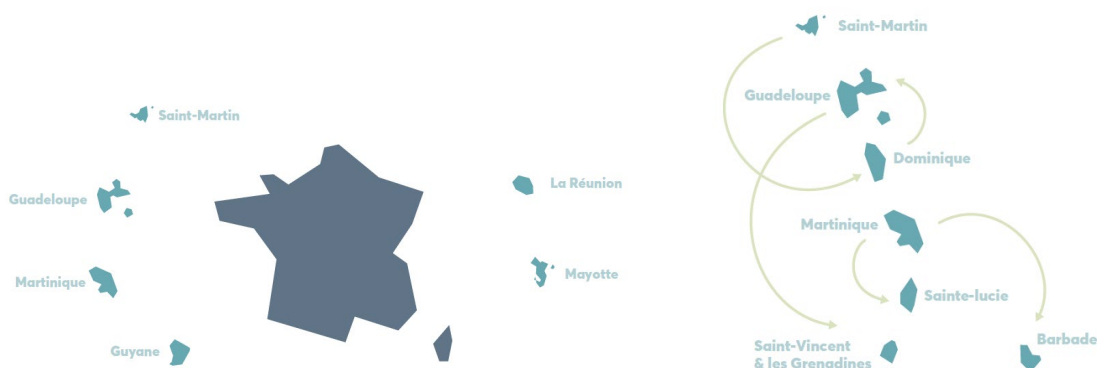 Saint-Martin
Guadeloupe
Martinique
Guyane
La Réunion
Mayotte
Saint-Martin
Guadeloupe
Dominique
Martinique
Sainte-lucie
Saint-Vincent
& les Grenadines
Barbade